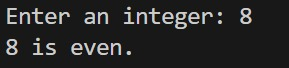 Enter an integer: 8
8 is even.